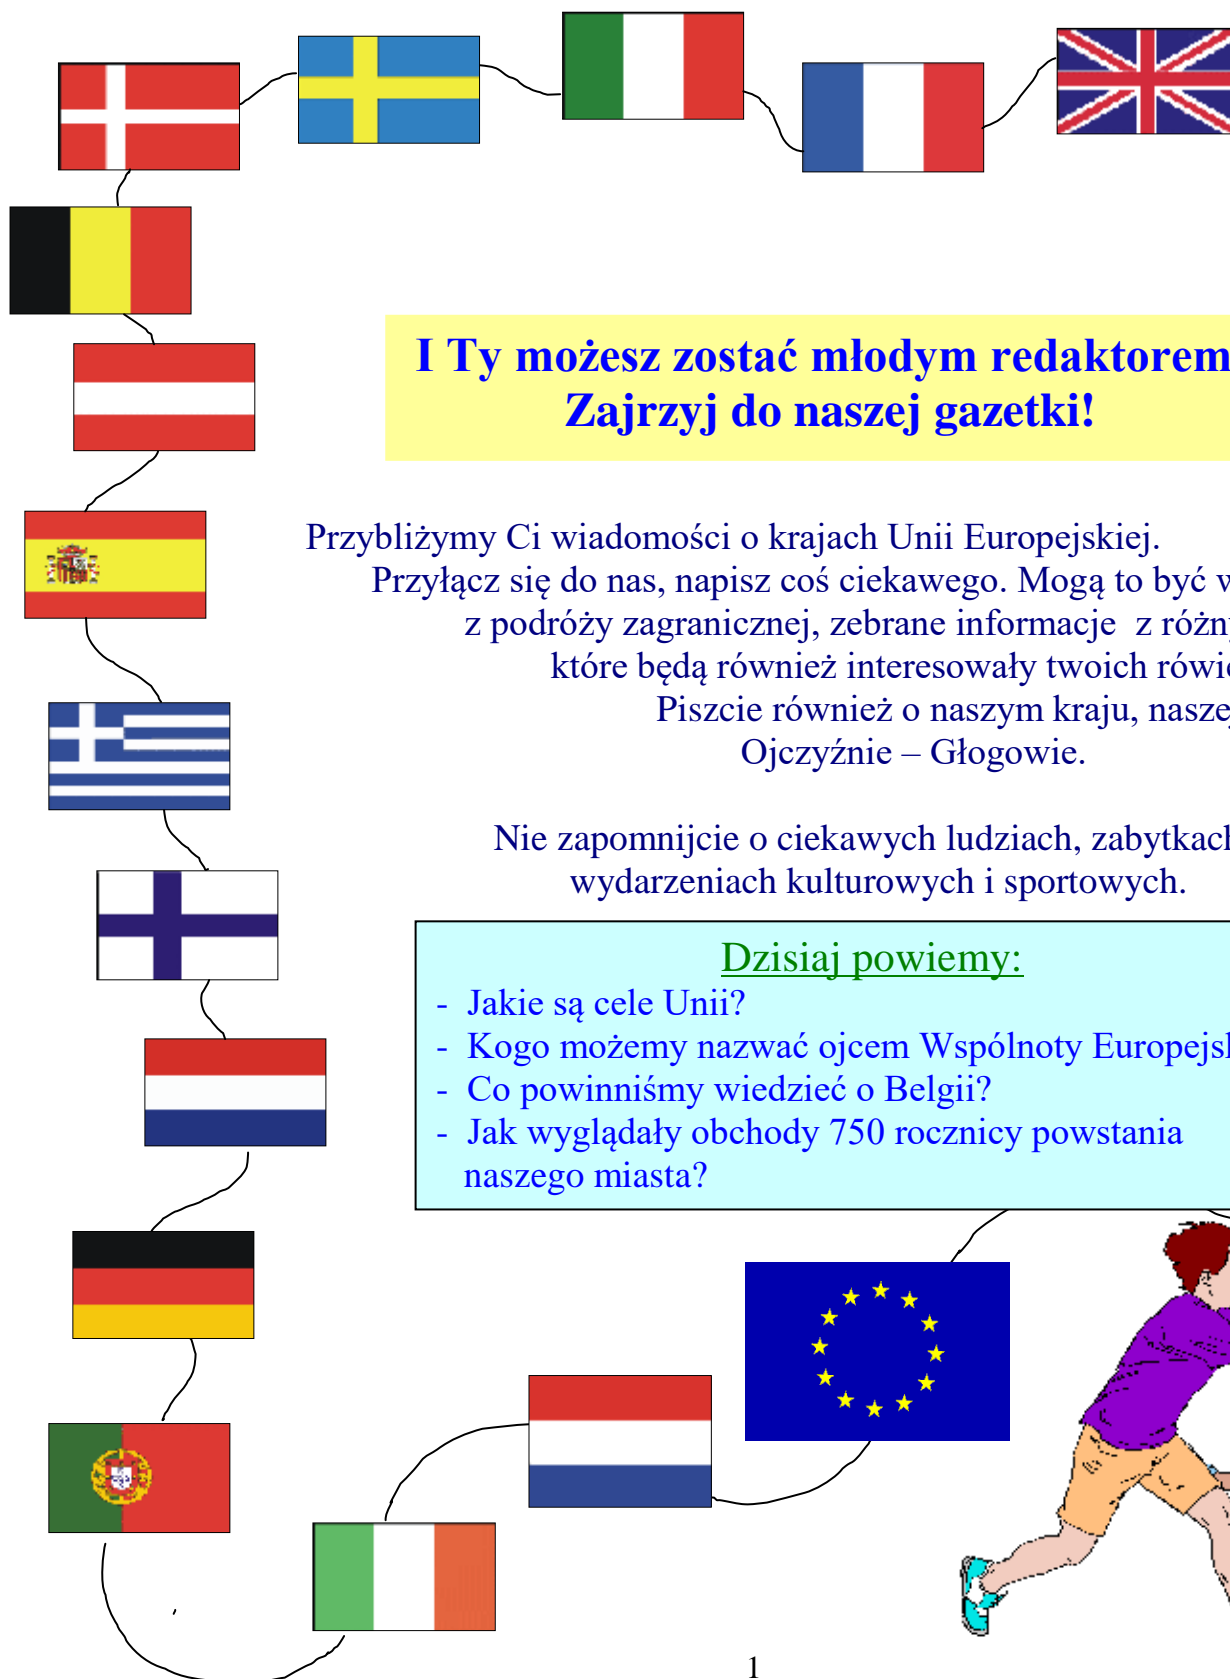 I Ty możesz zostać młodym redaktorem
Zajrzyj do naszej gazetki!
Przybliżymy Ci wiadomości o krajach Unii Europejskiej.
Przyłącz się do nas, napisz coś ciekawego. Mogą to być
z podróży zagranicznej, zebrane informacje z
które będą również interesowały twoich
Piszcie również o naszym kraju,
Ojczyźnie – Głogowie.
Nie zapomnijcie o ciekawych ludziach, zabytkach
wydarzeniach kulturowych i sportowych.
Dzisiaj powiemy:
- Jakie są cele Unii?
- Kogo możemy nazwać ojcem Wspólnoty
- Co powinniśmy wiedzieć o Belgii?
- Jak wyglądały obchody 750 rocznicy powstania
naszego miasta?
1